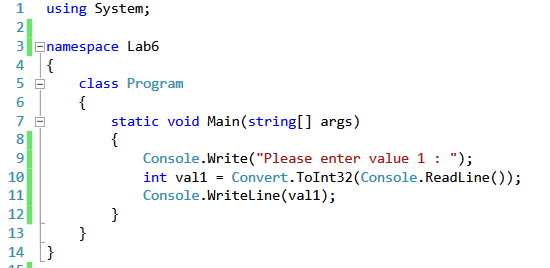 1 using System;
2
3 namespace Lab6
4 {
5 class Program
6 {
7 static void Main(string[] args)
8 {
9 Console.Write("Please enter value 1 : ");
10 int val1 = Convert.ToInt32(Console.ReadLine());
11 Console.WriteLine(val1);
12 }
13 }
14 }